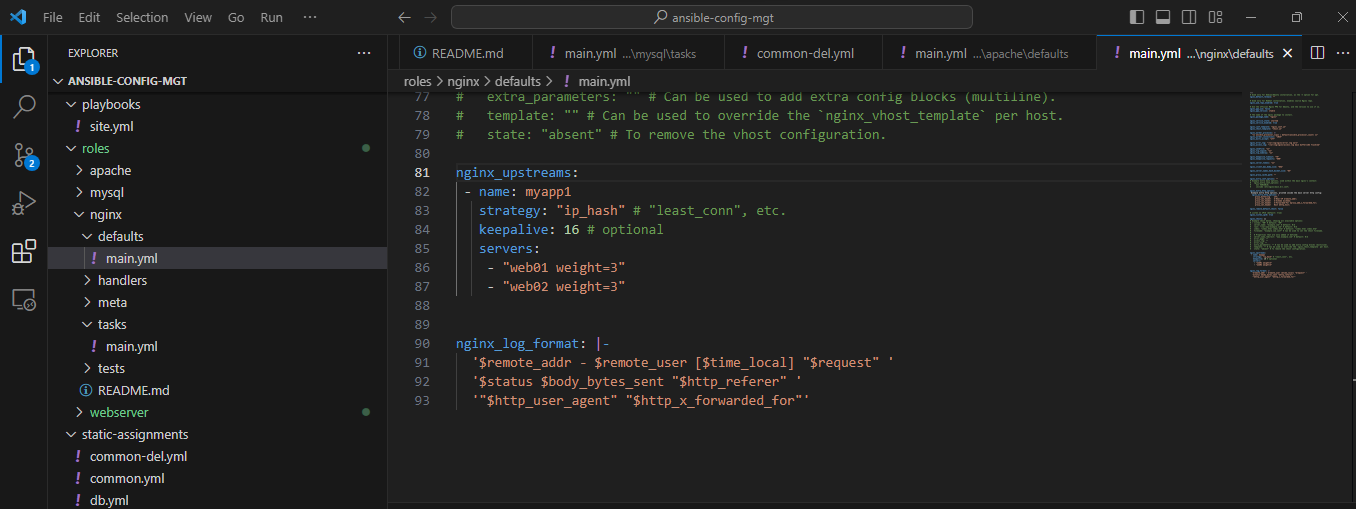 File Edit Selection View Go Run ··· ansible-config-mgt
EXPLORER ···
ANSIBLE-CONFIG-MGT
playbooks
! site.yml
roles
apache
mysql
nginx
defaults
! main.yml
handlers
meta
tasks
! main.yml
tests
README.md
webserver
static-assignments
! common-del.yml
! common.yml
! db.yml
1
2
README.md ! main.yml ...\mysql\tasks ! common-del.yml ! main.yml ...\apache\defaults ! main.yml ...\nginx\defaults
roles > nginx > defaults > ! main.yml
77 #   extra_parameters: "" # Can be used to add extra config blocks (multiline).
78 #   template: "" # Can be used to override the `nginx_vhost_template` per host.
79 #   state: "absent" # To remove the vhost configuration.
80
81 nginx_upstreams:
82 - name: myapp1
83   strategy: "ip_hash" # "least_conn", etc.
84   keepalive: 16 # optional
85   servers:
86    - "web01 weight=3"
87    - "web02 weight=3"
88
89
90 nginx_log_format: |-
91   '$remote_addr - $remote_user [$time_local] "$request" '
92   '$status $body_bytes_sent "$http_referer" '
93   '"$http_user_agent" "$http_x_forwarded_for"'